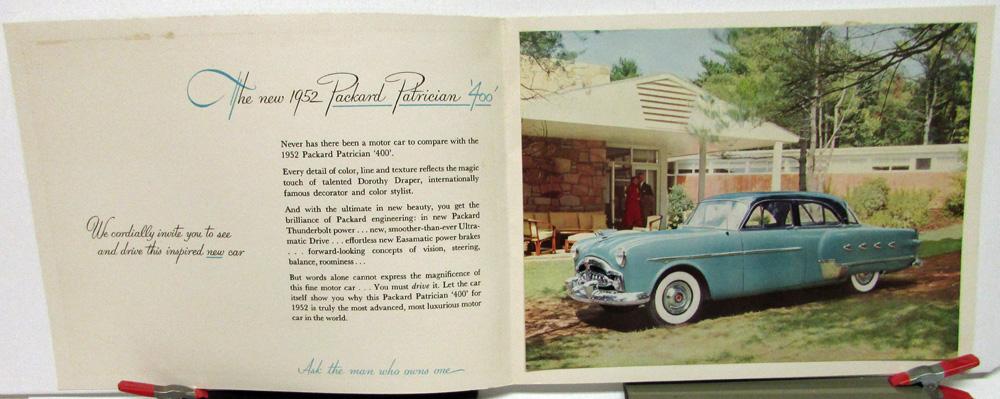 The new 1952 Packard Patrician '400'
Never has there been a motor car to compare with the
1952 Packard Patrician '400'.
Every detail of color, line and texture reflects the magic
touch of talented Dorothy Draper, internationally
famous decorator and color stylist.
And with the ultimate in new beauty, you get the
brilliance of Packard engineering: in new Packard
Thunderbolt power . . . new, smoother-than-ever Ultra-
matic Drive . . . effortless new Easamatic power brakes
. . . forward-looking concepts of vision, steering,
balance, roominess . . .
But words alone cannot express the magnificence of
this fine motor car . . . You must drive it. Let the car
itself show you why this Packard Patrician '400' for
1952 is truly the most advanced, most luxurious motor
car in the world.
We cordially invite you to see
and drive this inspired new car
Ask the man who owns one